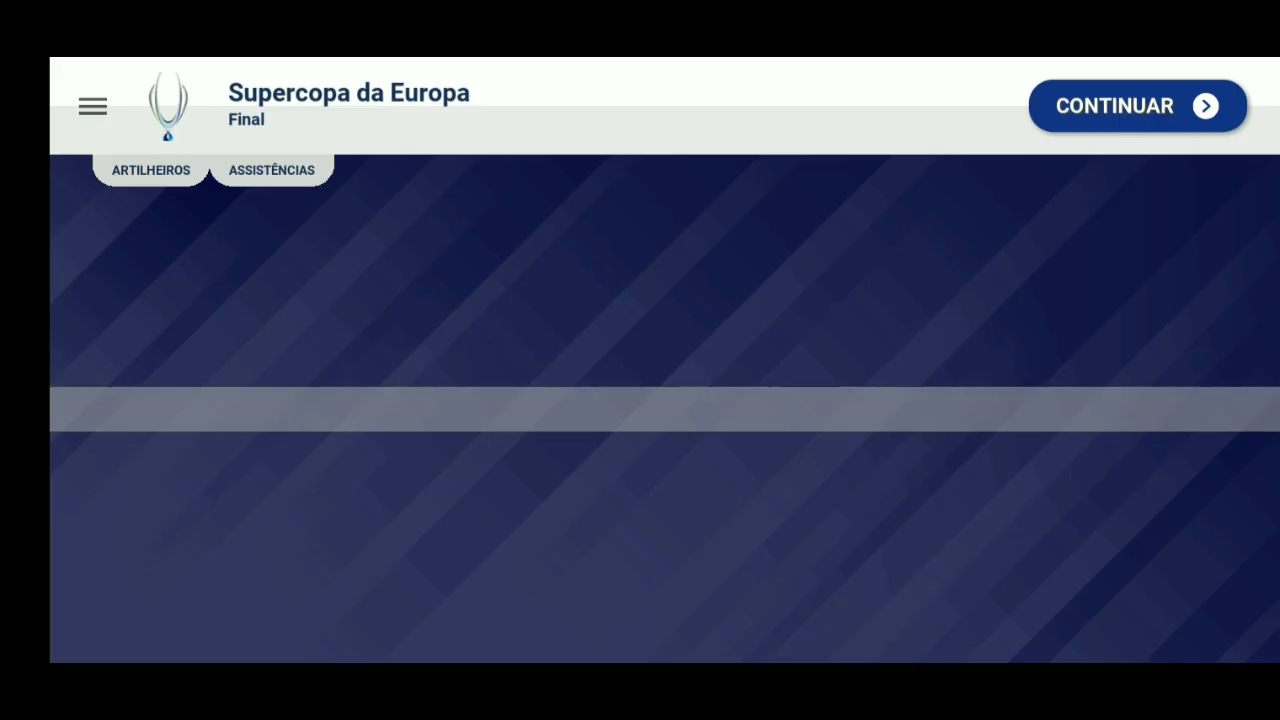 Supercopa da Europa
Final
CONTINUAR
ARTILHEIROS
ASSISTÊNCIAS